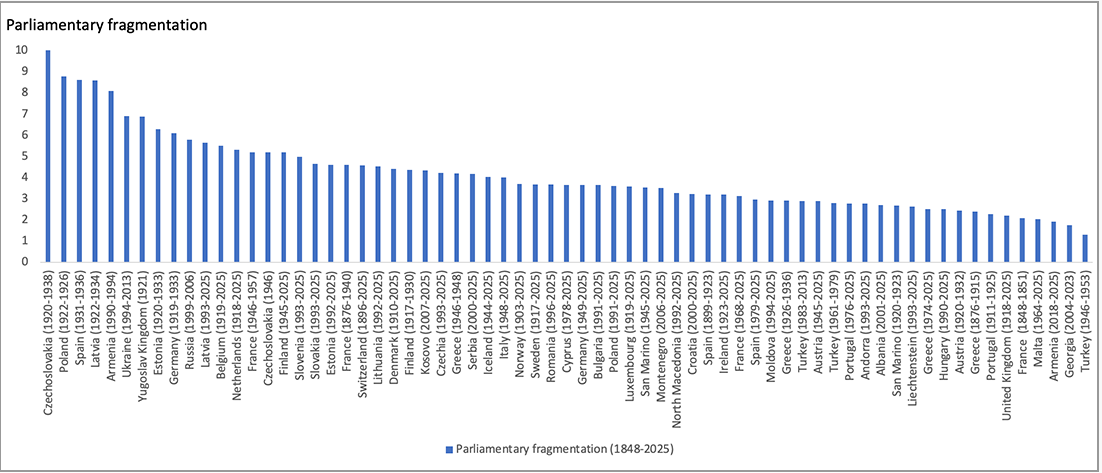 Parliamentary fragmentation
10
9
8
7
6
5
4
3
2
1
0
Czechoslovakia (1920-1938)
Poland (1922-1926)
Spain (1931-1936)
Latvia (1922-1934)
Armenia (1990-1994)
Ukraine (1994-2013)
Yugoslav Kingdom (1921)
Estonia (1920-1933)
Germany (1919-1933)
Russia (1999-2006)
Latvia (1993-2025)
Belgium (1919-2025)
Netherlands (1918-2025)
France (1946-1957)
Czechoslovakia (1946)
Finland (1945-2025)
Slovenia (1993-2025)
Slovakia (1993-2025)
Estonia (1992-2025)
France (1876-1940)
Switzerland (1896-2025)
Lithuania (1992-2025)
Denmark (1910-2025)
Finland (1917-1930)
Kosovo (2007-2025)
Czechia (1993-2025)
Greece (1946-1948)
Serbia (2000-2025)
Iceland (1944-2025)
Italy (1948-2025)
Norway (1903-2025)
Sweden (1917-2025)
Romania (1996-2025)
Cyprus (1978-2025)
Germany (1949-2025)
Bulgaria (1991-2025)
Poland (1991-2025)
Luxembourg (1919-2025)
San Marino (1945-2025)
Montenegro (2006-2025)
North Macedonia (1992-2025)
Croatia (2000-2025)
Spain (1899-1923)
Ireland (1923-2025)
France (1968-2025)
Spain (1979-2025)
Moldova (1994-2025)
Greece (1926-1936)
Turkey (1983-2013)
Austria (1945-2025)
Turkey (1961-1979)
Portugal (1976-2025)
Andorra (1993-2025)
Albania (2001-2025)
San Marino (1920-1923)
Liechtenstein (1993-2025)
Greece (1974-2025)
Hungary (1990-2025)
Austria (1920-1932)
Greece (1876-1915)
Portugal (1911-1925)
United Kingdom (1918-2025)
France (1848-1851)
Malta (1964-2025)
Armenia (2018-2025)
Georgia (2004-2023)
Turkey (1946-1953)
Parliamentary fragmentation (1848-2025)